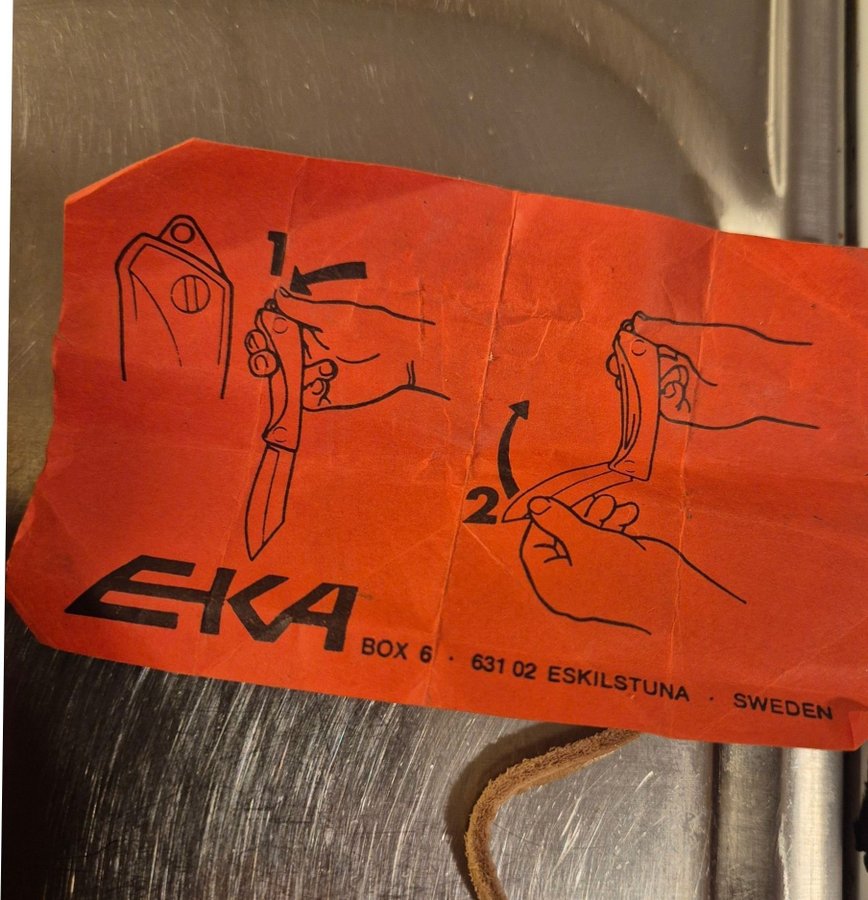 1
2
EKA
BOX 6 · 631 02 ESKILSTUNA · SWEDEN